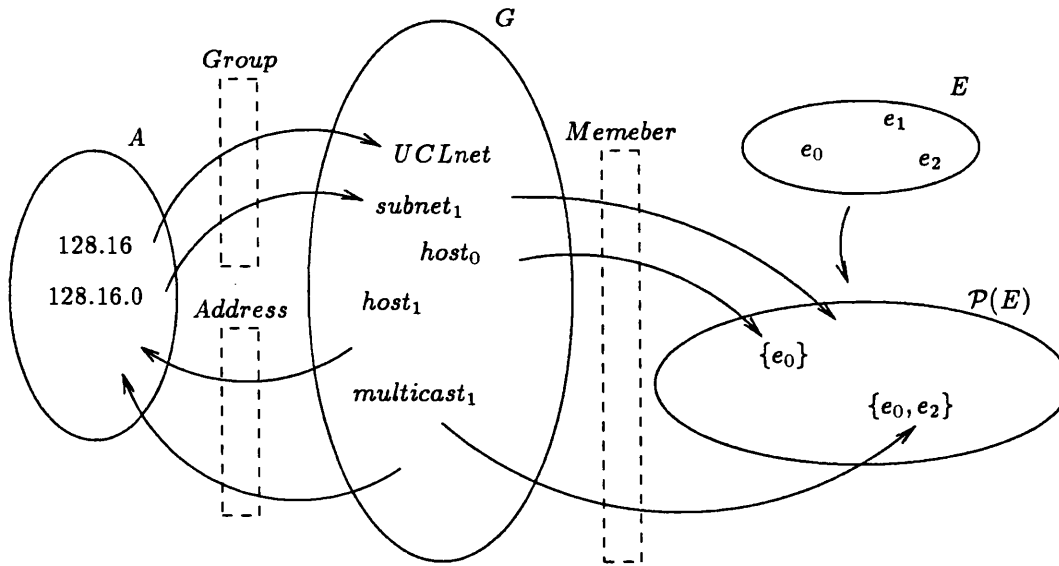 G
Group
E
A
Memeber
e₁
UCLnet
e₀
e₂
subnet₁
128.16
host₀
128.16.0
Address
host₁
P(E)
{e₀}
multicast₁
{e₀, e₂}